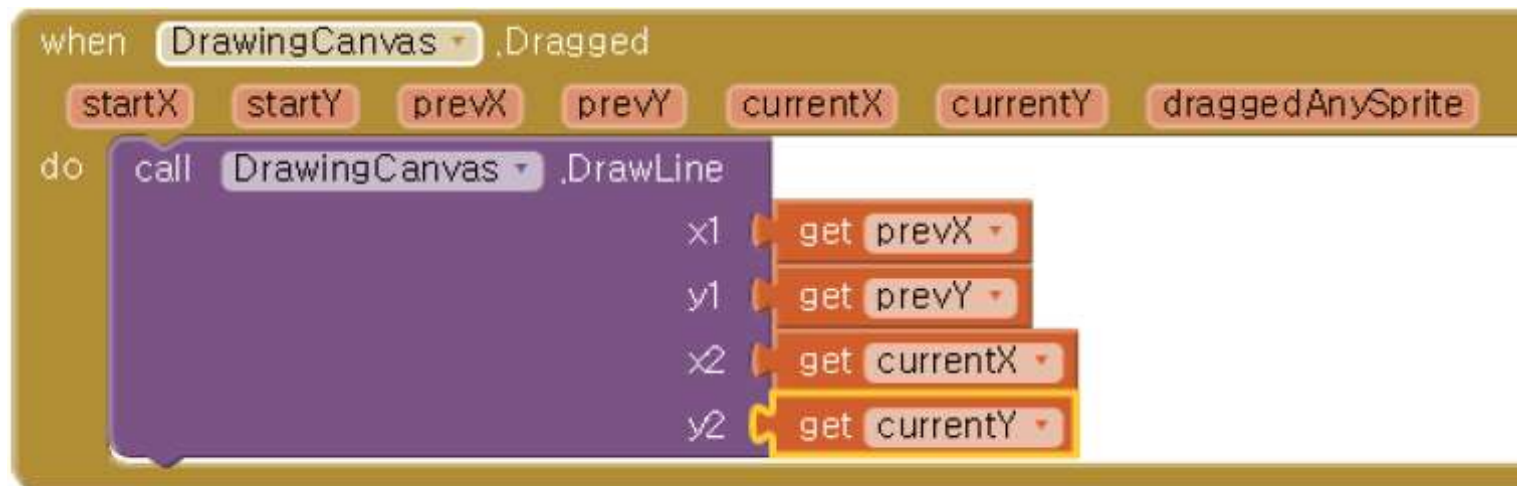 when DrawingCanvas .Dragged
startX startY prevX prevY currentX currentY draggedAnySprite
do call DrawingCanvas .DrawLine
x1 get prevX
y1 get prevY
x2 get currentX
y2 get currentY